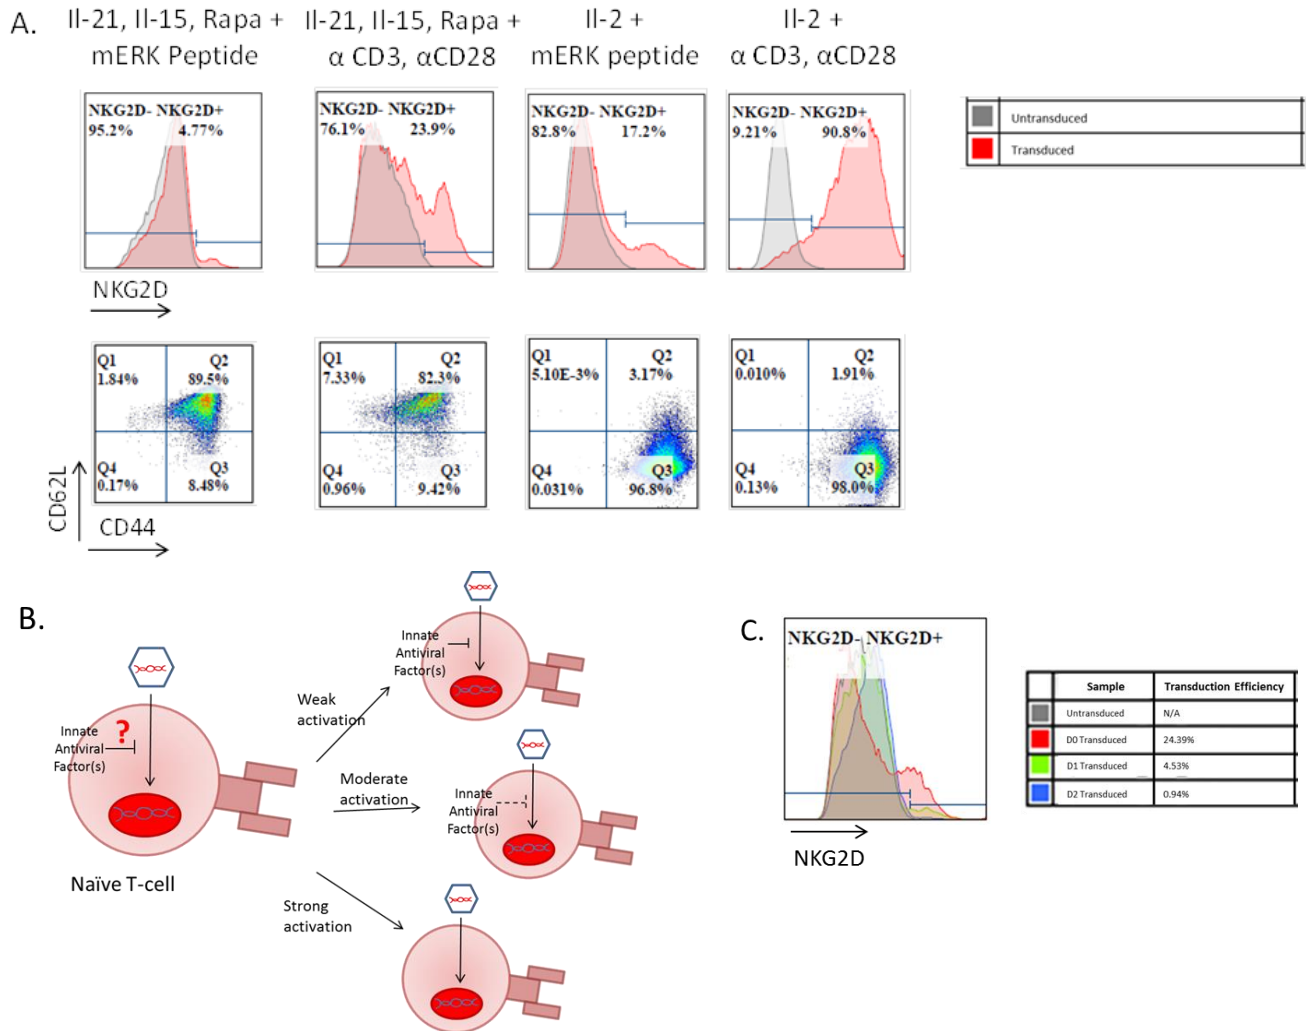 A.
Il-21, Il-15, Rapa +
mERK Peptide
Il-21, Il-15, Rapa +
α CD3, αCD28
Il-2 +
mERK peptide
Il-2 +
α CD3, αCD28
NKG2D- NKG2D+
95.2% 4.77%
NKG2D- NKG2D+
76.1% 23.9%
NKG2D- NKG2D+
82.8% 17.2%
NKG2D- NKG2D+
9.21% 90.8%
Untransduced
Transduced
NKG2D
Q1 Q2
1.84% 89.5%
Q4 Q3
0.17% 8.48%
Q1 Q2
7.33% 82.3%
Q4 Q3
0.96% 9.42%
Q1 Q2
5.10E-3% 3.17%
Q4 Q3
0.031% 96.8%
Q1 Q2
0.010% 1.91%
Q4 Q3
0.13% 98.0%
CD62L
CD44
B.
Innate
Antiviral
Factor(s)
?
Naïve T-cell
Weak
activation
Innate
Antiviral
Factor(s)
Moderate
activation
Innate
Antiviral
Factor(s)
Strong
activation
C.
NKG2D- NKG2D+
NKG2D
Sample Transduction Efficiency
Untransduced N/A
D0 Transduced 24.39%
D1 Transduced 4.53%
D2 Transduced 0.94%